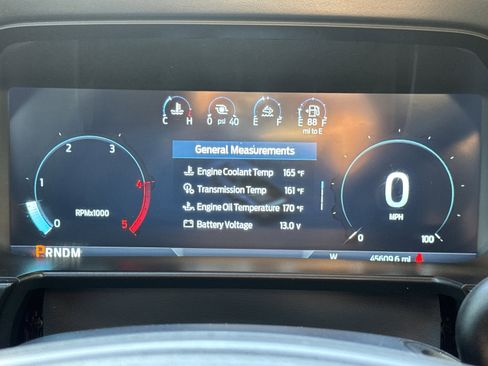 C H 0 psi 40 E F E 88 F
mi to E
General Measurements
Engine Coolant Temp 165 °F
Transmission Temp 161 °F
Engine Oil Temperature 170 °F
Battery Voltage 13.0 v
0 1 2 3 4 5
RPMx1000
0
MPH
0 100
PRNDM
W 45609.6 mi